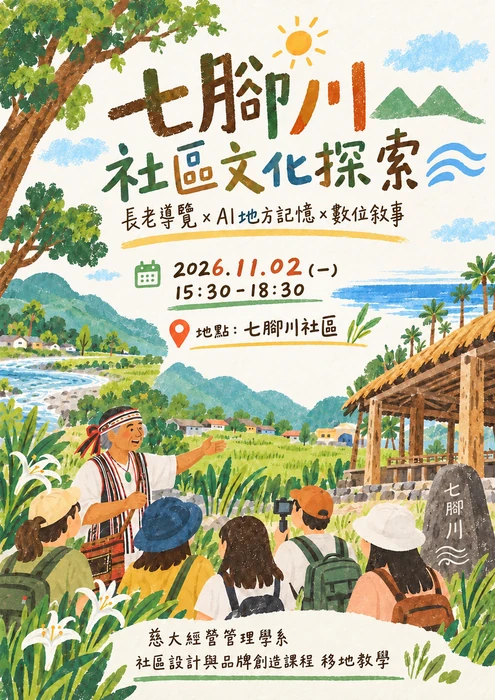 七腳川
社區文化探索
長老導覽 × AI地方記憶 × 數位敘事
2026.11.02 (一)
15:30-18:30
地點：七腳川社區
七腳川
慈大經營管理學系
社區設計與品牌創造課程 移地教學